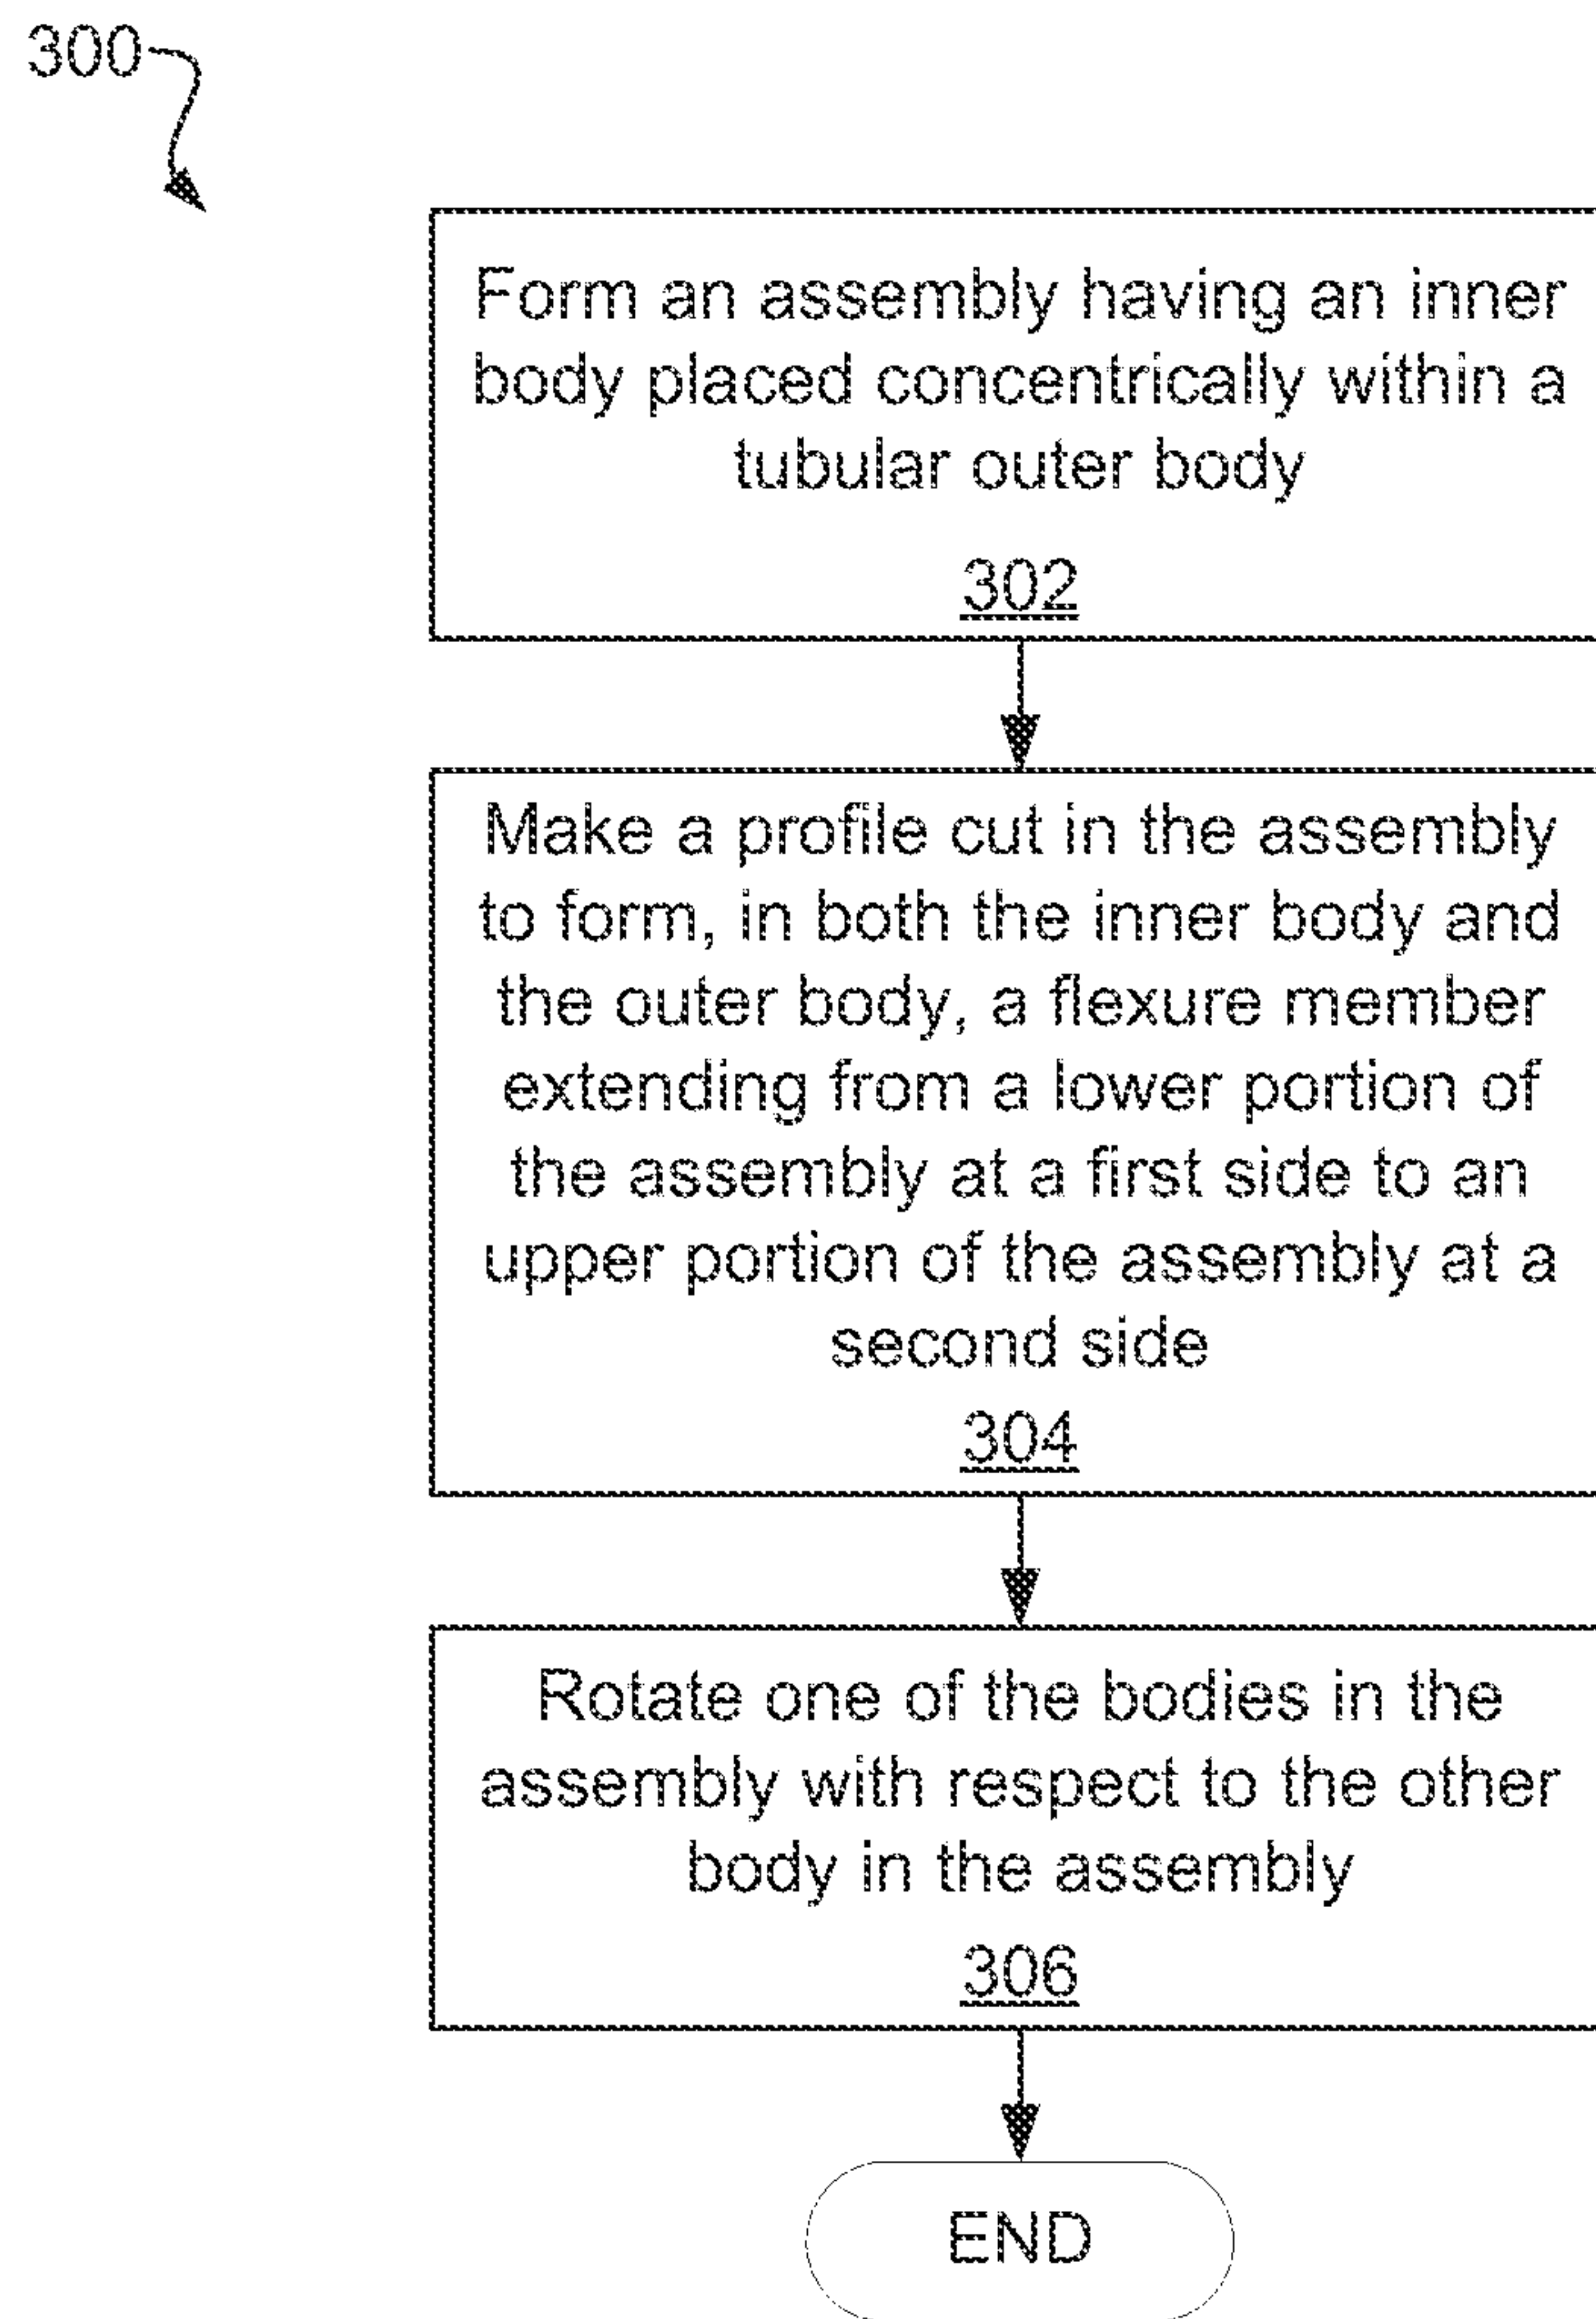 300
Form an assembly having an inner
body placed concentrically within a
tubular outer body
302
Make a profile cut in the assembly
to form, in both the inner body and
the outer body, a flexure member
extending from a lower portion of
the assembly at a first side to an
upper portion of the assembly at a
second side
304
Rotate one of the bodies in the
assembly with respect to the other
body in the assembly
306
END